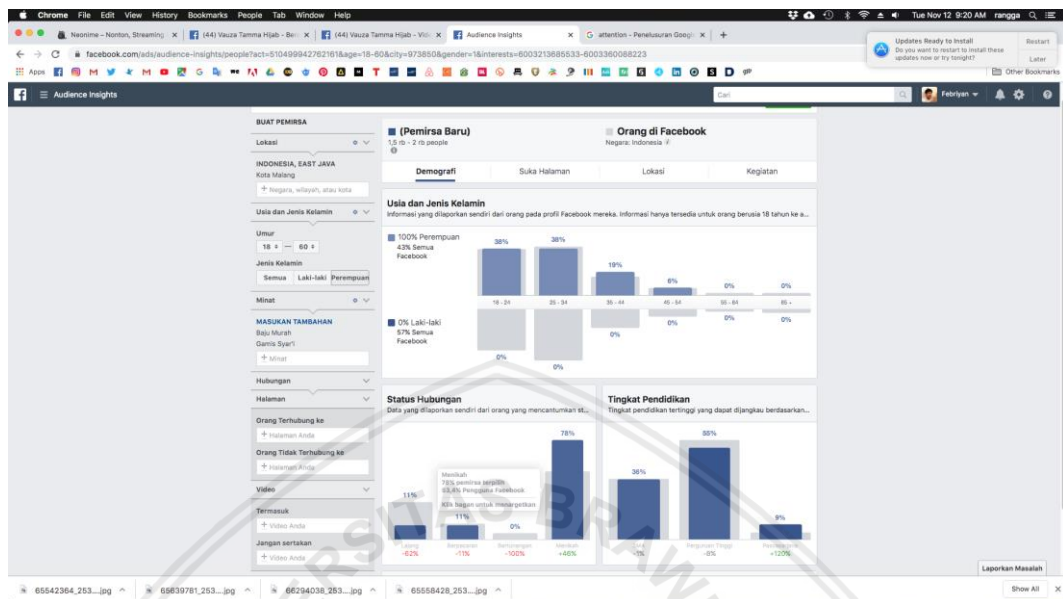 Chrome File Edit View History Bookmarks People Tab Window Help
Tue Nov 12 9:20 AM rangga
Neonime - Nonton, Streaming
(44) Vauza Tamma Hijab - Be
(44) Vauza Tamma Hijab - Vid
Audience Insights
attention - Penelusuran Googl
Updates Ready to Install
Do you want to restart to install these
updates now or try tonight?
Restart
Later
facebook.com/ads/audience-insights/people?act=5104999427621618&age=18-60&city=973850&gender=1&interests=6003213685533-6003360088223
Apps
Other Bookmarks
Audience Insights
Cari
Febriyan
BUAT PEMIRSA
Lokasi
INDONESIA, EAST JAVA
Kota Malang
+ Negara, wilayah, atau kota
Usia dan Jenis Kelamin
Umur
18 — 60
Jenis Kelamin
Semua Laki-laki Perempuan
Minat
MASUKAN TAMBAHAN
Baju Murah
Gamis Syar'i
+ Minat
Hubungan
Halaman
Orang Terhubung ke
+ Halaman Anda
Orang Tidak Terhubung ke
+ Halaman Anda
Video
Termasuk
+ Video Anda
Jangan sertakan
+ Video Anda
(Pemirsa Baru)
1,5 rb - 2 rb people
Orang di Facebook
Negara: Indonesia
Demografi Suka Halaman Lokasi Kegiatan
Usia dan Jenis Kelamin
Informasi yang dilaporkan sendiri dari orang pada profil Facebook mereka. Informasi hanya tersedia untuk orang berusia 18 tahun ke a...
100% Perempuan
43% Semua
Facebook
38% 38% 19% 6% 0% 0%
18 - 24 25 - 34 35 - 44 45 - 54 55 - 64 65 +
0% Laki-laki
57% Semua
Facebook
0% 0% 0% 0% 0% 0%
Status Hubungan
Data yang dilaporkan sendiri dari orang yang mencantumkan st...
78%
Menikah
78% pemirsa terpilih
53,4% Pengguna Facebook
11% 11% 0%
Lajang Berpacaran Bertunangan Menikah
-62% -11% -100% +46%
Tingkat Pendidikan
Tingkat pendidikan tertinggi yang dapat dijangkau berdasarkan...
36% 55% 9%
Perguruan Tinggi
-1% -8% +120%
Laporkan Masalah
65542364_253....jpg
65639781_253....jpg
66294038_253....jpg
65558428_253....jpg
Show All